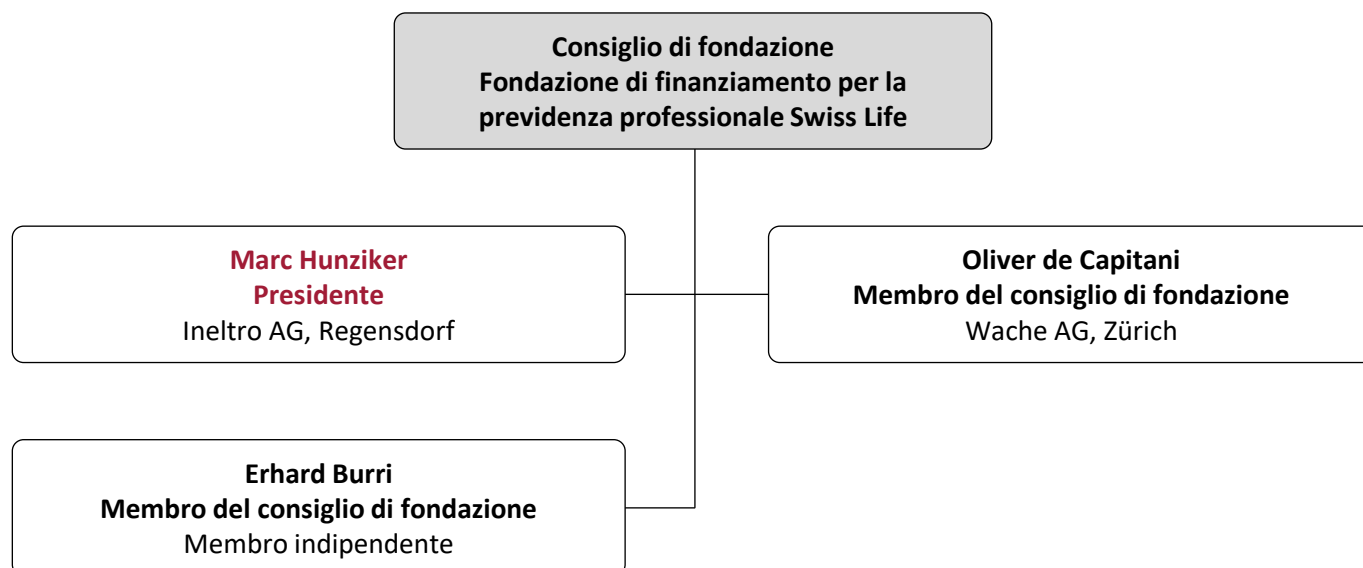 Consiglio di fondazione
Fondazione di finanziamento per la
previdenza professionale Swiss Life
Marc Hunziker
Presidente
Ineltro AG, Regensdorf
Oliver de Capitani
Membro del consiglio di fondazione
Wache AG, Zürich
Erhard Burri
Membro del consiglio di fondazione
Membro indipendente